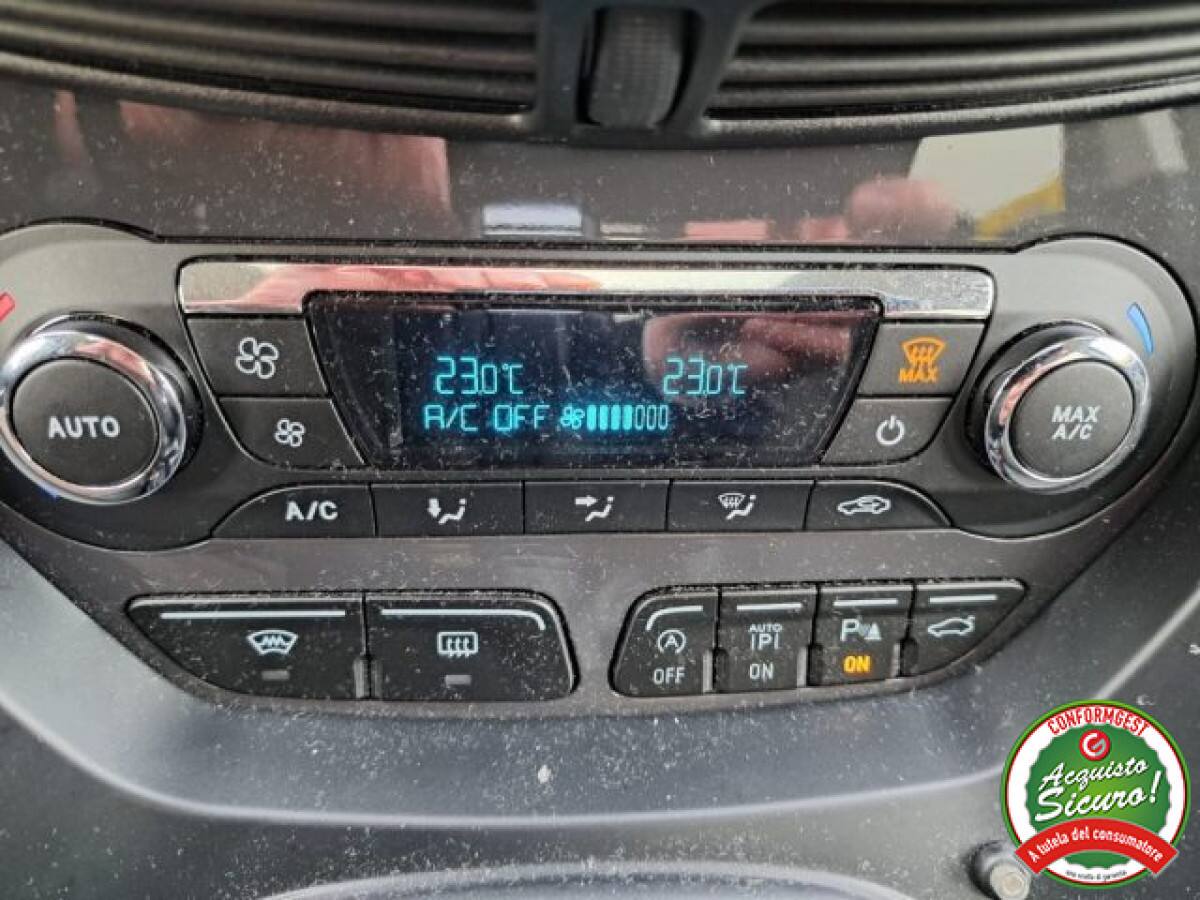 AUTO
23.0°C 23.0°C
A/C OFF
MAX
MAX
A/C
A/C
A
OFF
AUTO
P
ON
P
ON
CONFORMGEST
G
Acquisto
Sicuro!
A tutela del consumatore